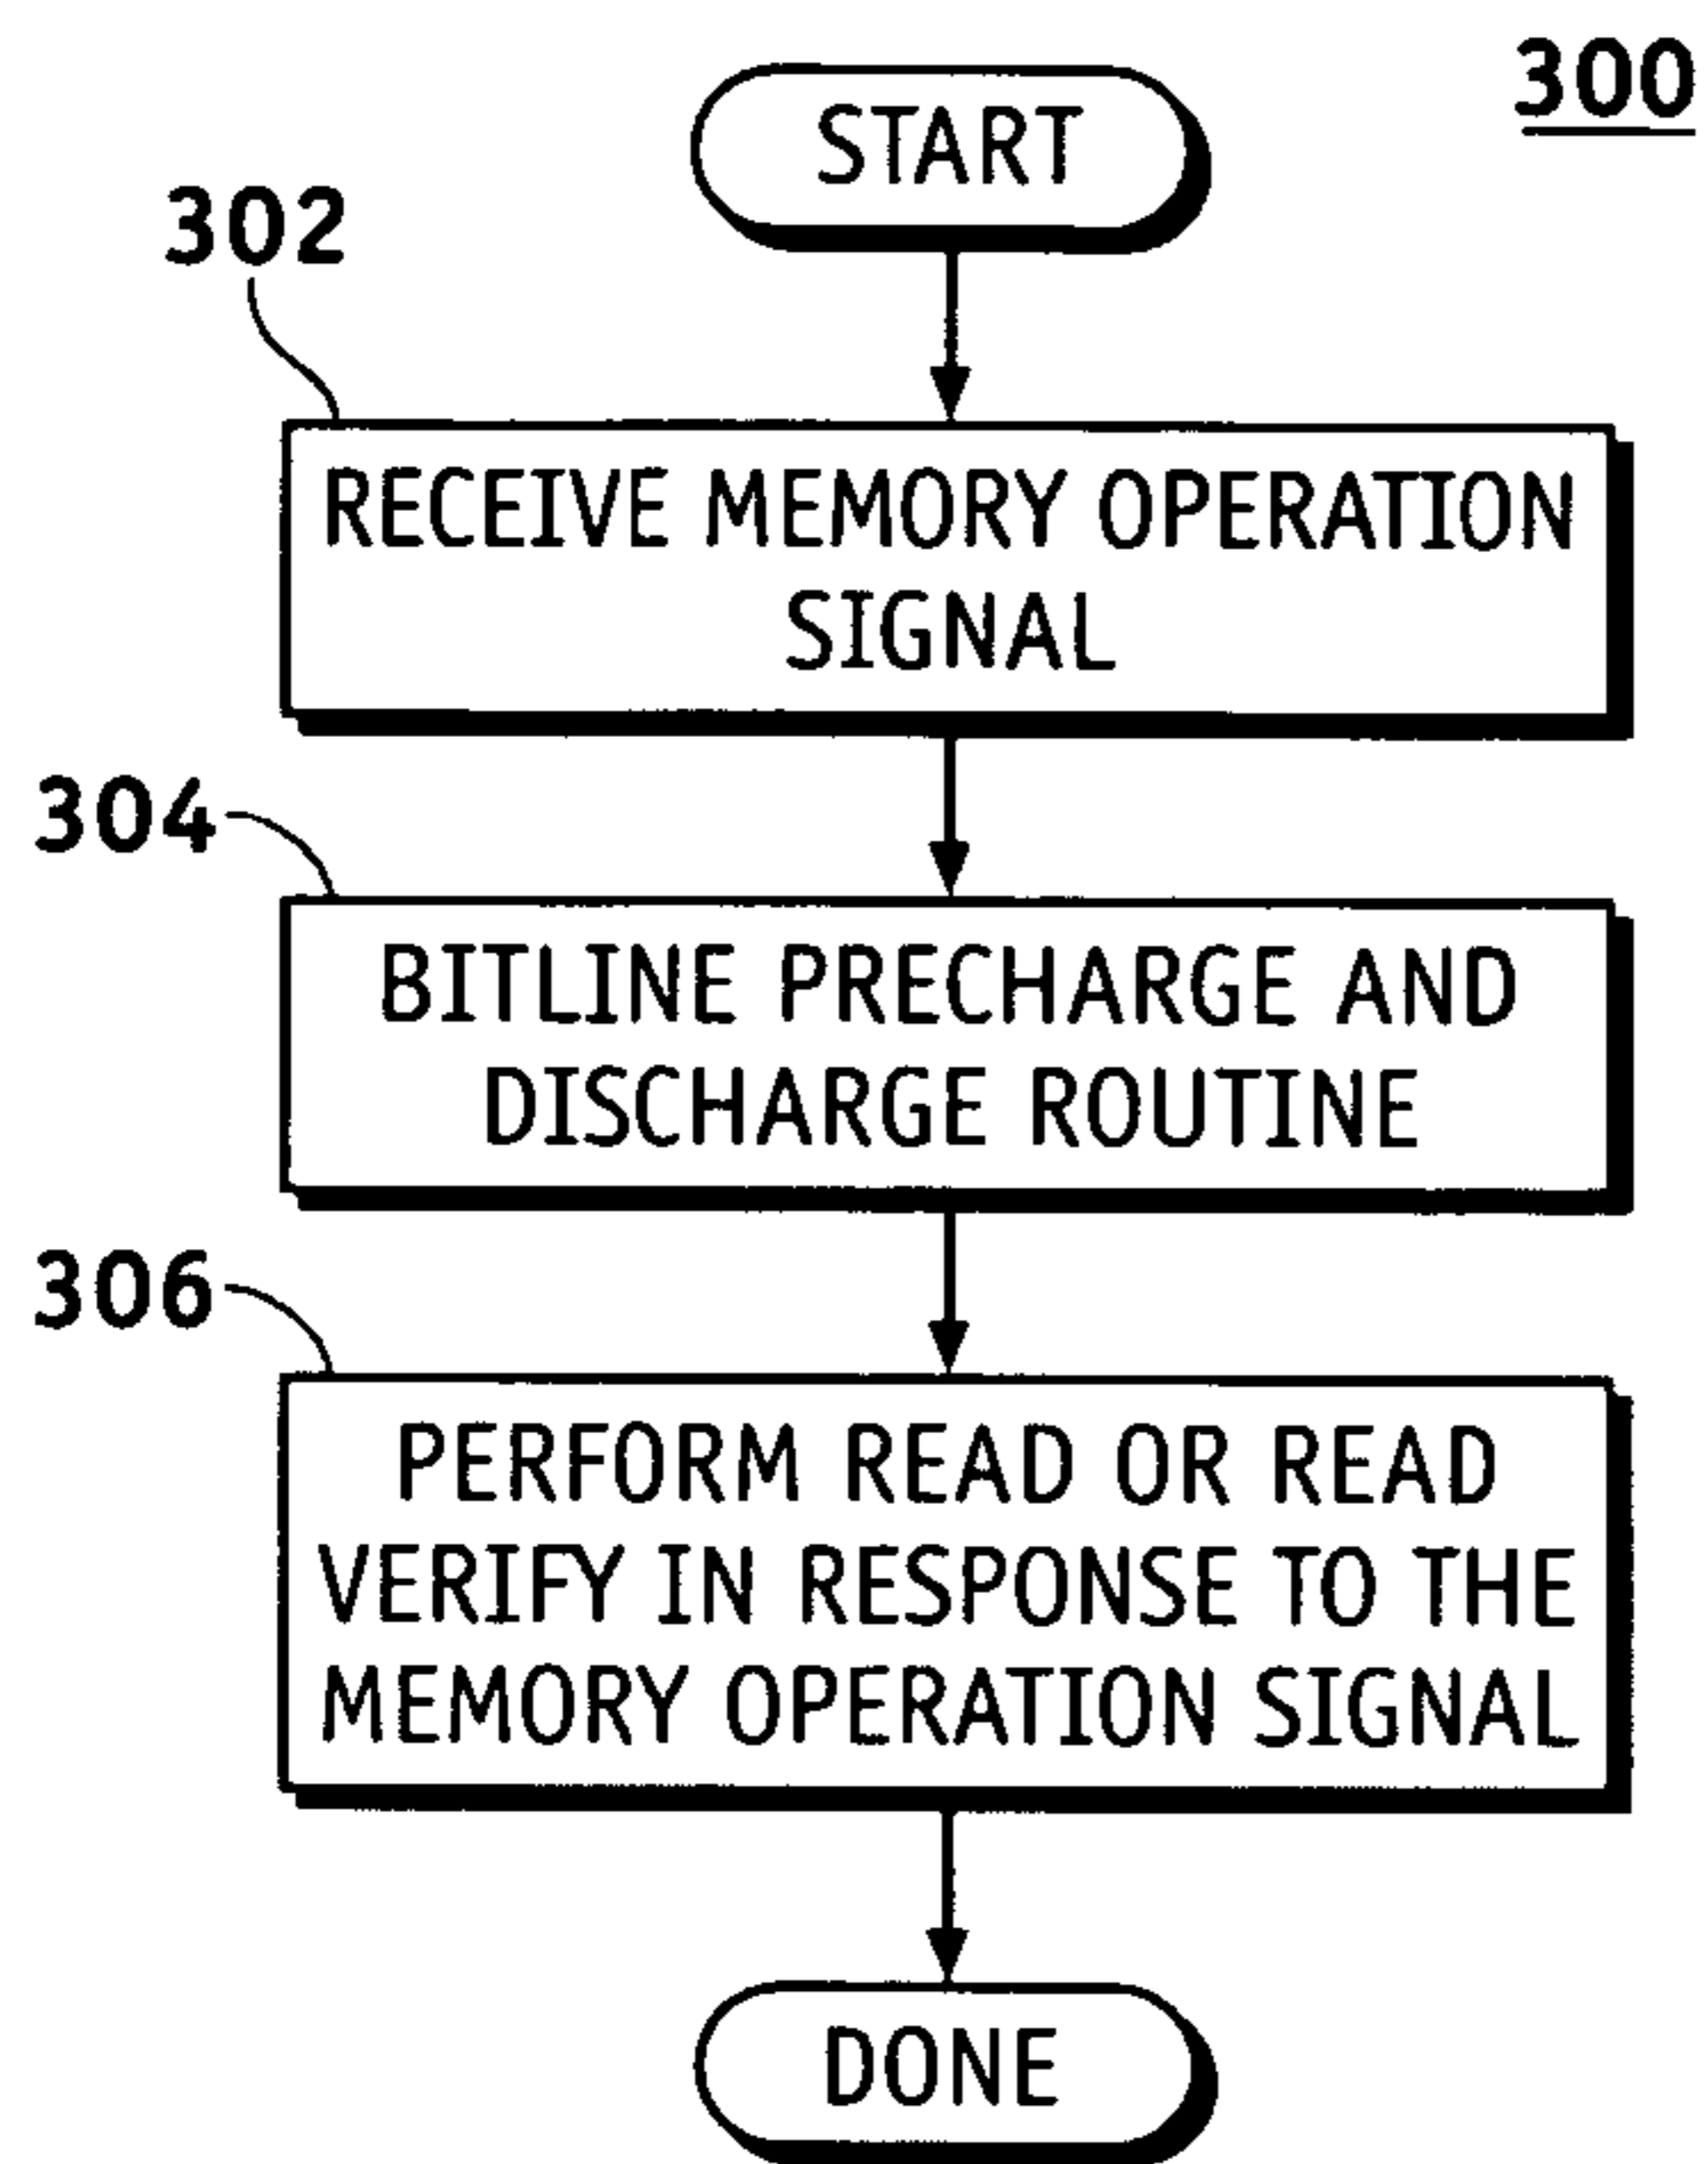 300
START
302
RECEIVE MEMORY OPERATION
SIGNAL
304
BITLINE PRECHARGE AND
DISCHARGE ROUTINE
306
PERFORM READ OR READ
VERIFY IN RESPONSE TO THE
MEMORY OPERATION SIGNAL
DONE